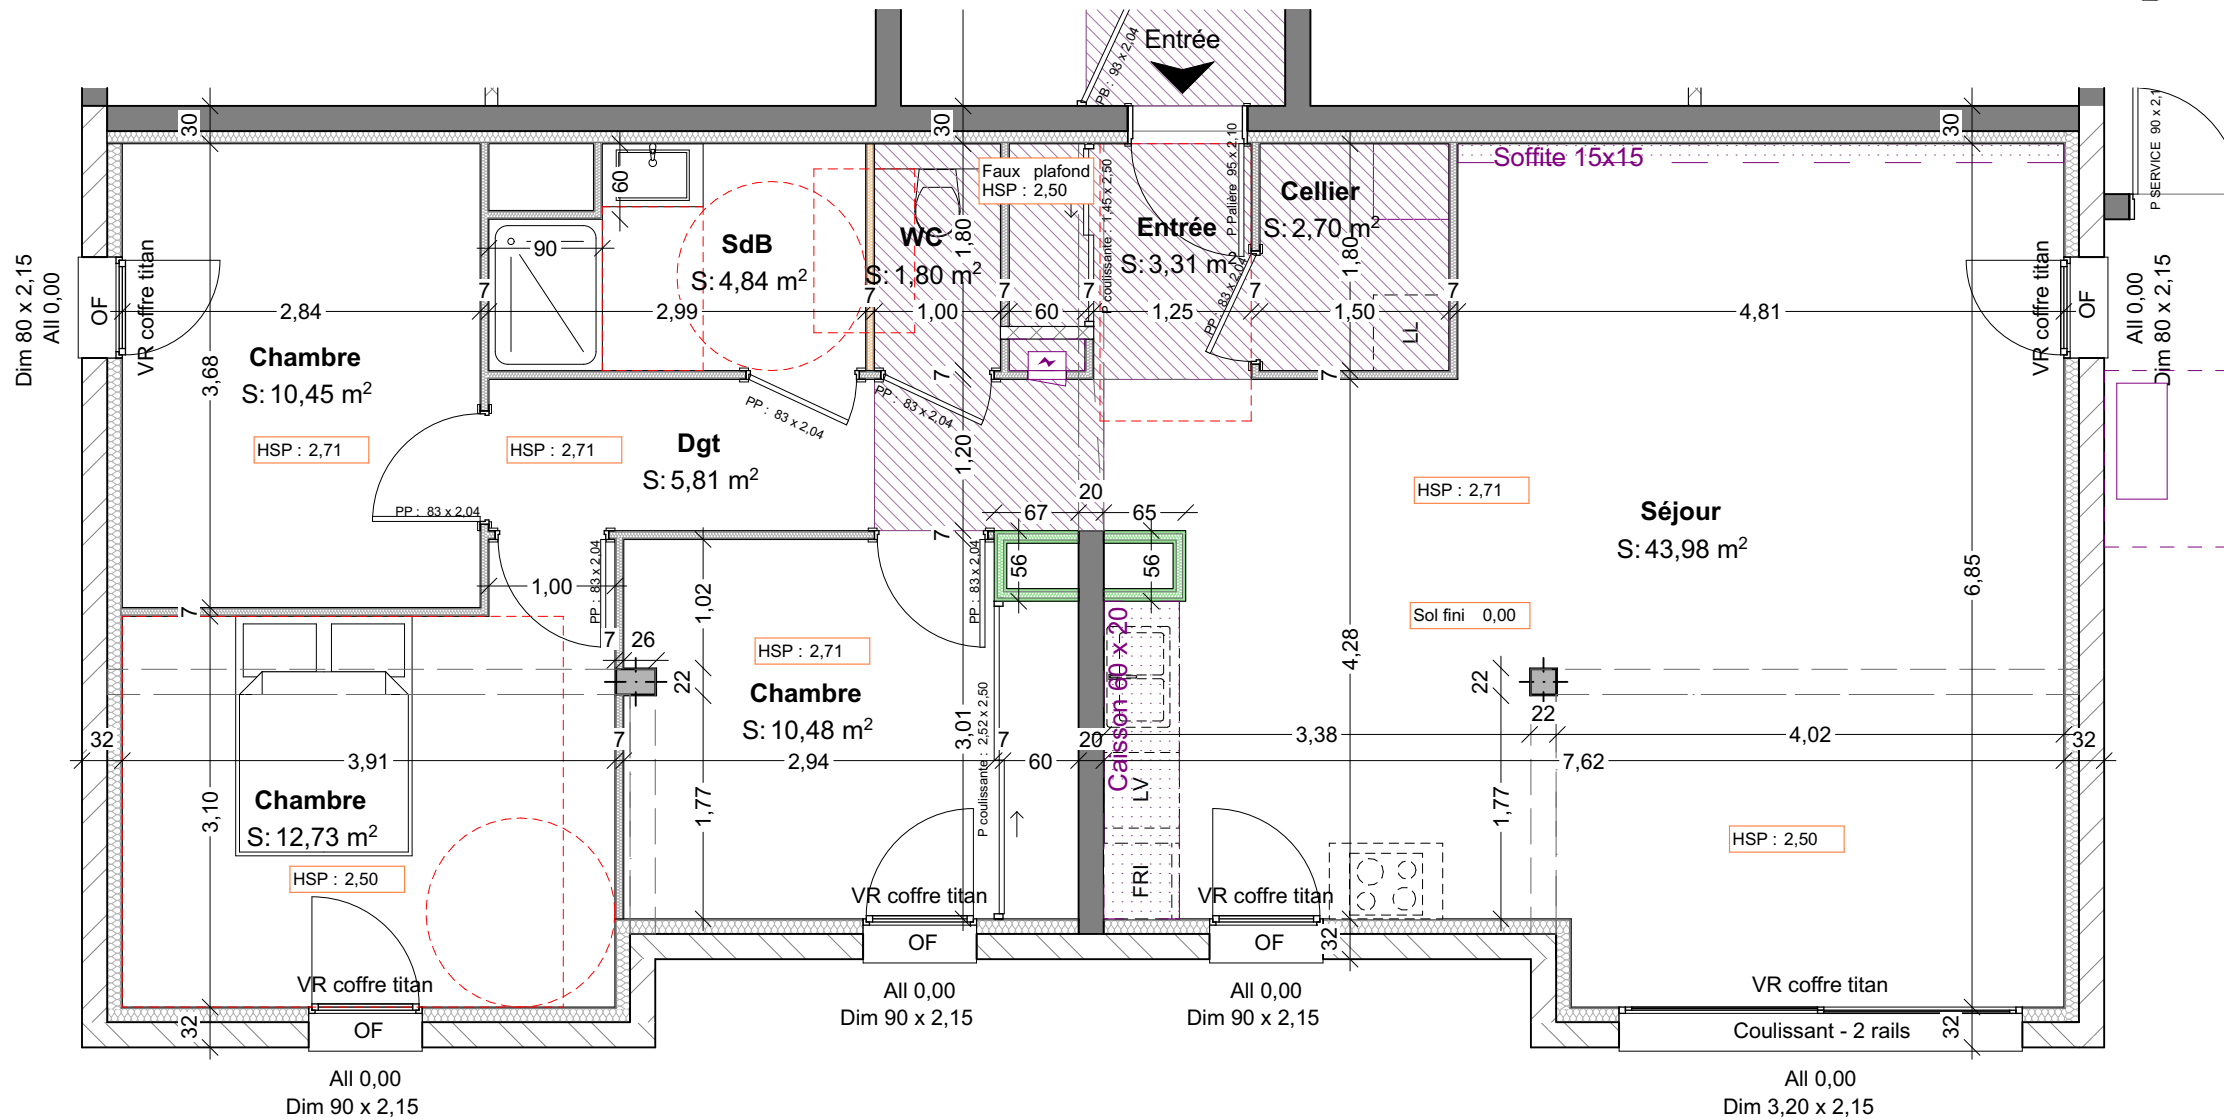 Entrée
PB : 93 x 2,04
30
30
30
Soffite 15x15
P SERVICE 90 x 2,1
Faux plafond
HSP : 2,50
P coulissante : 1,45 x 2,50
P Palière 95 x 2,10
60
90
SdB
S: 4,84 m²
WC
S: 1,80 m²
1,80
Entrée
S: 3,31 m²
Cellier
S: 2,70 m²
1,80
PP : 83 x 2,04
Dim 80 x 2,15
All 0,00
OF
VR coffre titan
VR coffre titan
OF
All 0,00
Dim 80 x 2,15
2,84
7
2,99
7
1,00
7
60
7
1,25
7
1,50
7
4,81
LL
Chambre
S: 10,45 m²
3,68
7
7
PP : 83 x 2,04
PP : 83 x 2,04
HSP : 2,71
HSP : 2,71
Dgt
S: 5,81 m²
1,20
PP : 83 x 2,04
HSP : 2,71
Séjour
S: 43,98 m²
67
20
65
7
56
56
PP : 83 x 2,04
PP : 83 x 2,04
1,00
1,02
7
6,85
Sol fini 0,00
7
26
22
HSP : 2,71
Chambre
S: 10,48 m²
P coulissante : 2,52 x 2,50
3,01
Caisson 60 x 20
4,28
22
22
3,38
4,02
32
3,91
7
2,94
7
60
20
7,62
32
Chambre
S: 12,73 m²
3,10
1,77
LV
1,77
HSP : 2,50
HSP : 2,50
FRI
VR coffre titan
VR coffre titan
OF
OF
32
VR coffre titan
VR coffre titan
32
OF
Coulissant - 2 rails
32
All 0,00
Dim 90 x 2,15
All 0,00
Dim 90 x 2,15
All 0,00
Dim 90 x 2,15
All 0,00
Dim 3,20 x 2,15